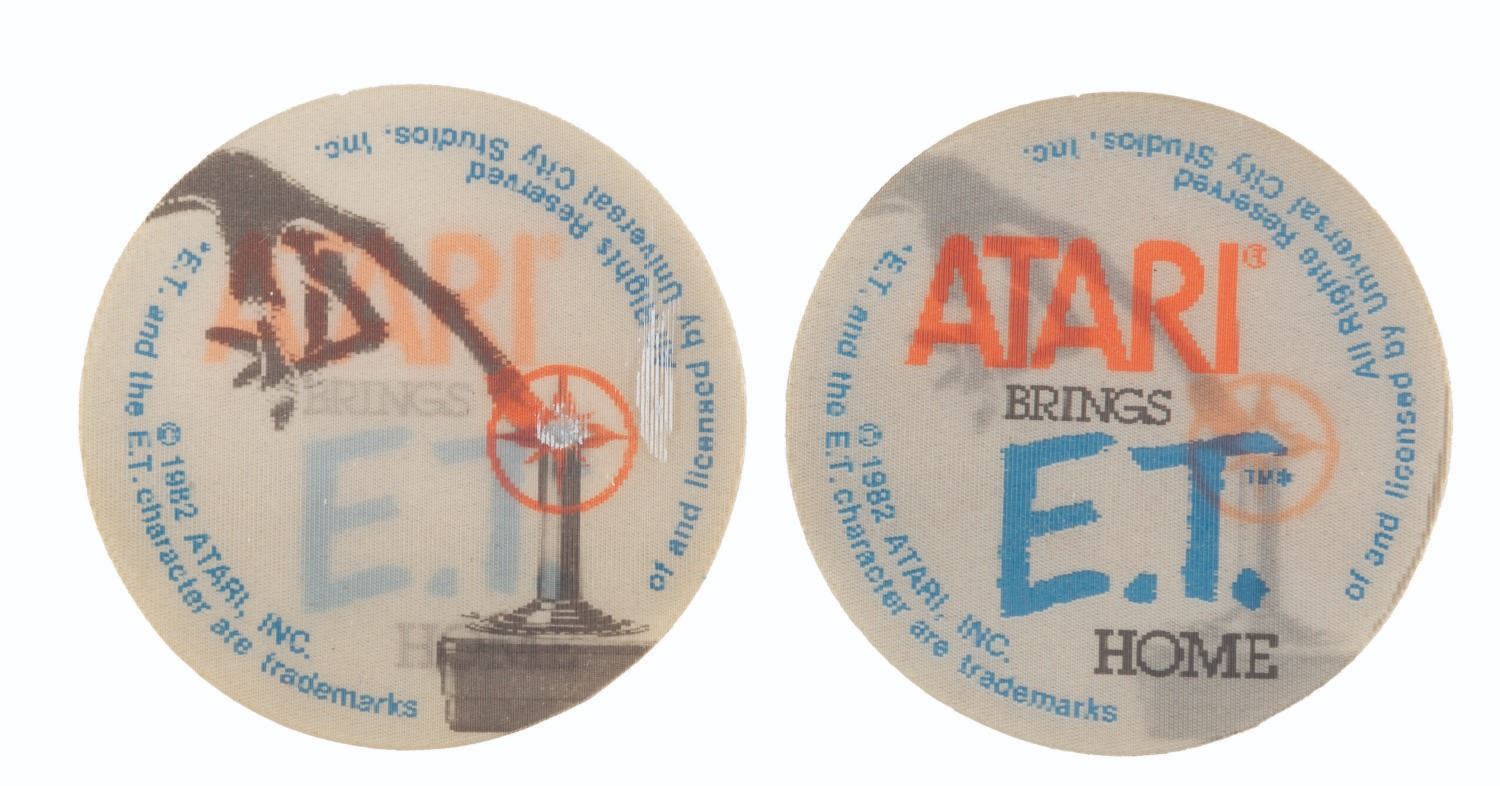 ATARI®
BRINGS
E.T.
HOME
© 1982 ATARI, INC.
Rights Reserved
*E.T. and the E.T. character are trademarks
of and licensed by Universal City Studios, Inc.
ATARI®
BRINGS
E.T.™*
HOME
© 1982 ATARI, INC.
All Rights Reserved
*E.T. and the E.T. character are trademarks
of and licensed by Universal City Studios, Inc.